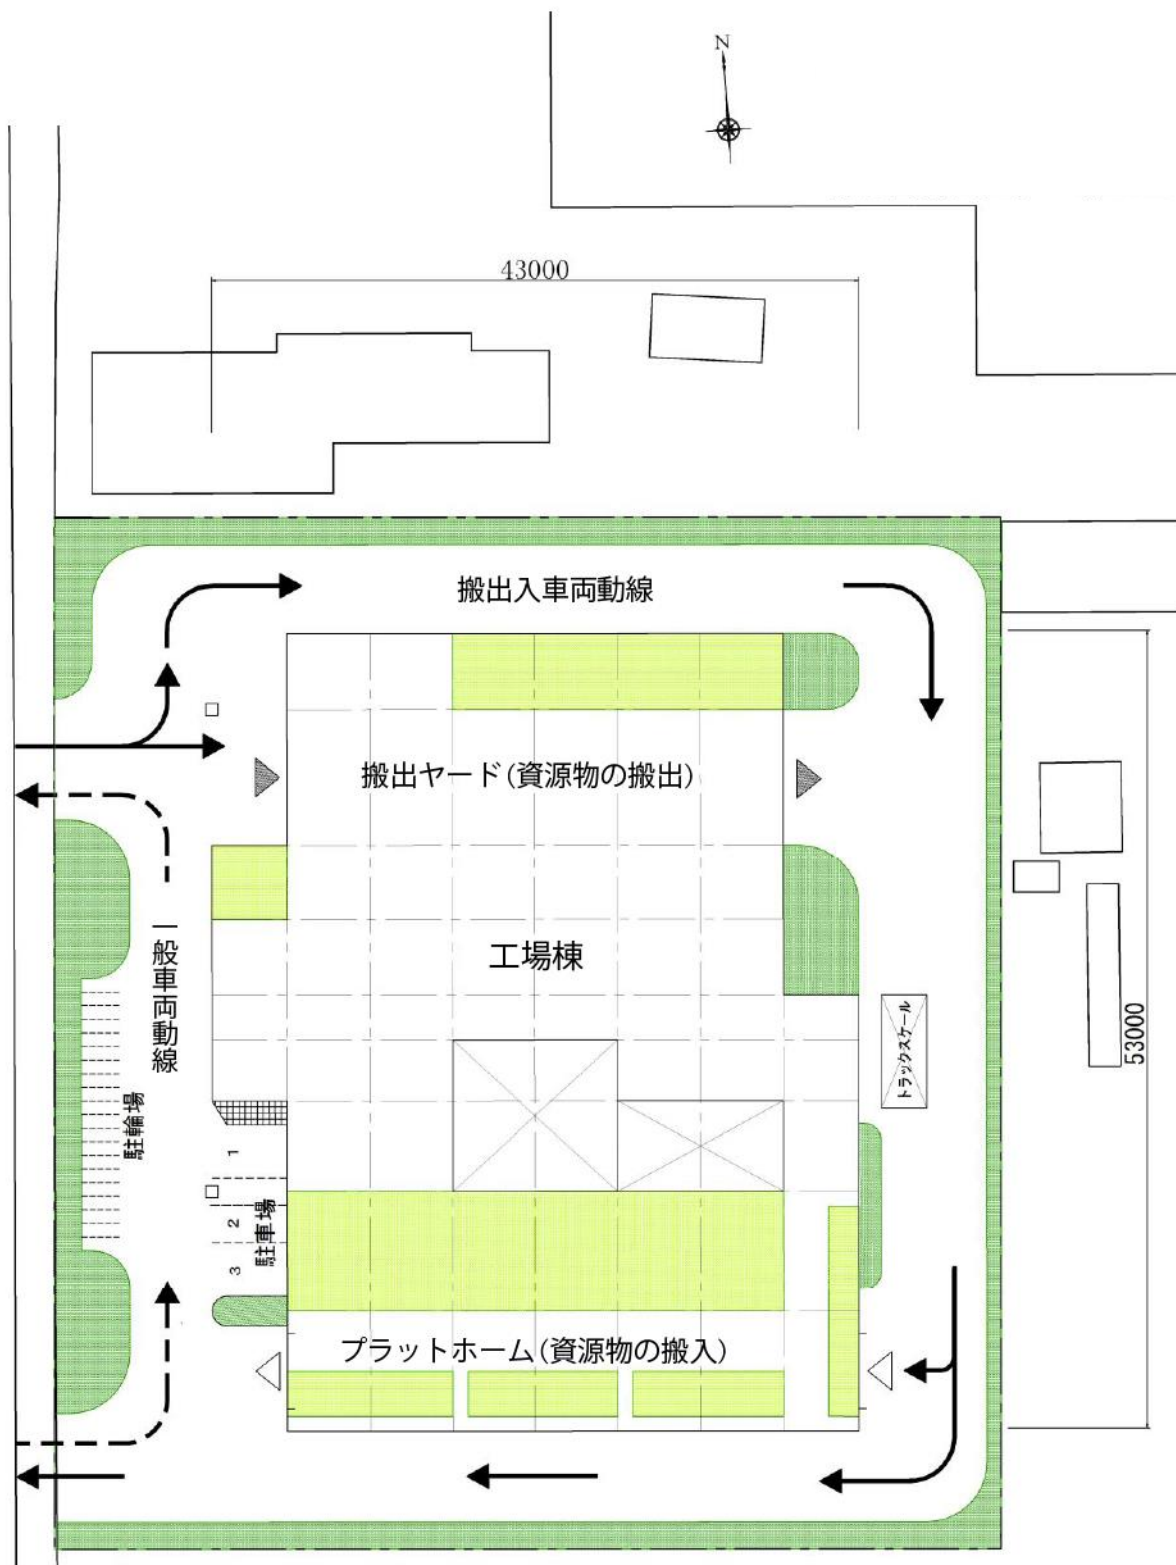 N
43000
搬出入車両動線
搬出ヤード(資源物の搬出)
一般車両動線
工場棟
トラックスケール
53000
駐輪場
1
2
3
駐車場
プラットホーム(資源物の搬入)